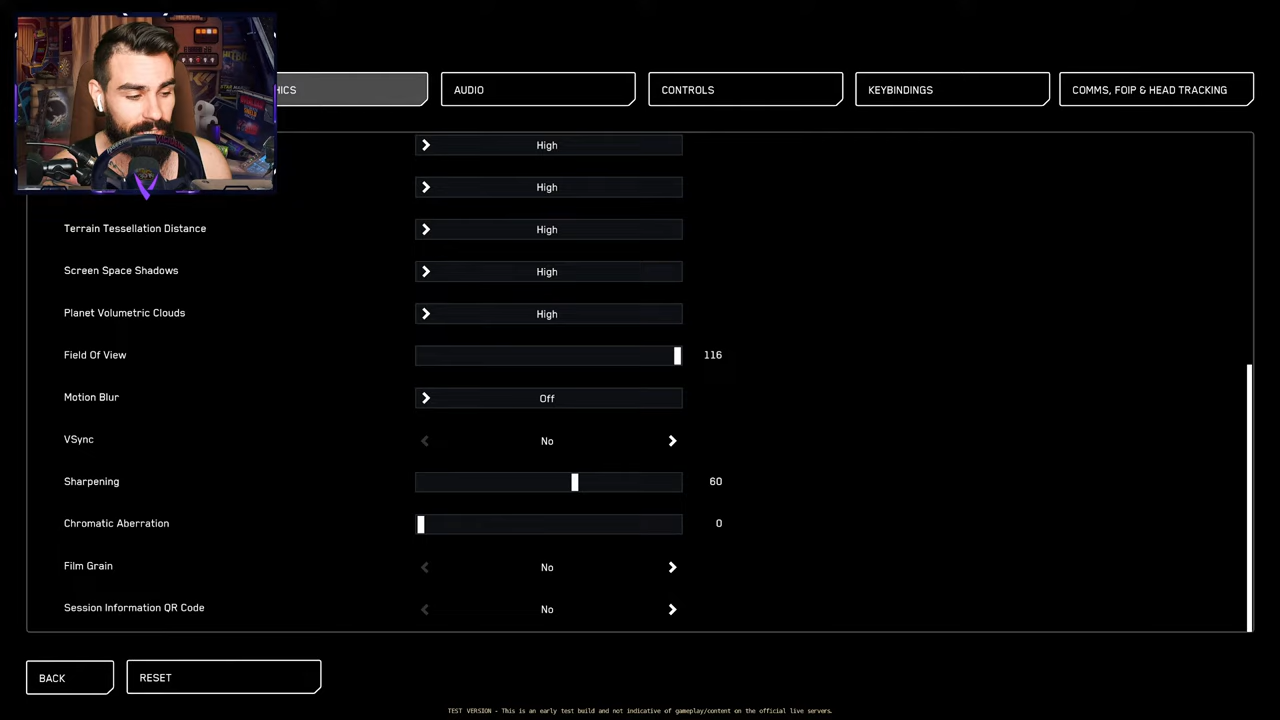 HICS
AUDIO
CONTROLS
KEYBINDINGS
COMMS, FOIP & HEAD TRACKING
High
High
Terrain Tessellation Distance
High
Screen Space Shadows
High
Planet Volumetric Clouds
High
Field Of View
116
Motion Blur
Off
VSync
No
Sharpening
60
Chromatic Aberration
0
Film Grain
No
Session Information QR Code
No
BACK
RESET
TEST VERSION - This is an early test build and not indicative of gameplay/content on the official live servers.